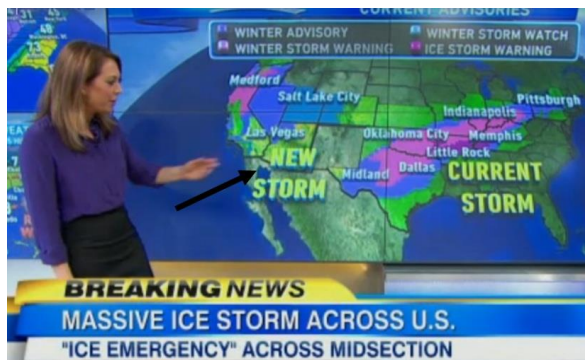 CURRENT ADVISORIES
WINTER ADVISORY
WINTER STORM WATCH
WINTER STORM WARNING
ICE STORM WARNING
Medford
Salt Lake City
Pittsburgh
Indianapolis
Las Vegas
Oklahoma City
Memphis
Little Rock
NEW
STORM
Midland
Dallas
CURRENT
STORM
BREAKING NEWS
MASSIVE ICE STORM ACROSS U.S.
"ICE EMERGENCY" ACROSS MIDSECTION